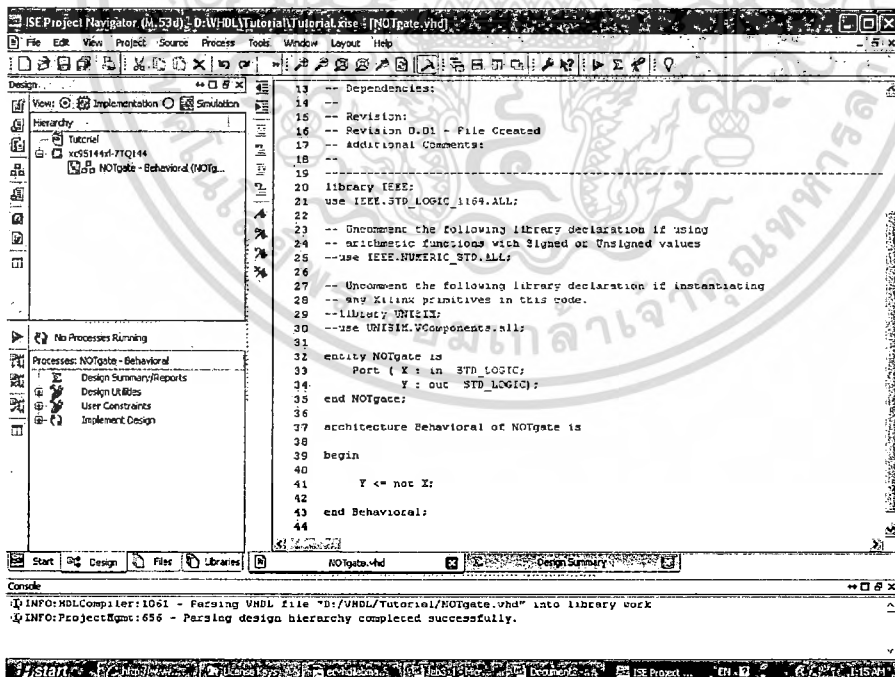 ISE Project Navigator (M.53d) - D:\VHDL\Tutorial\Tutorial.xise - [NOTgate.vhd]
File Edit View Project Source Process Tools Window Layout Help
Design
View: Implementation Simulation
Hierarchy
Tutorial
xc95144xl-7TQ144
NOTgate - Behavioral (NOTg...
No Processes Running
Processes: NOTgate - Behavioral
Design Summary/Reports
Design Utilities
User Constraints
Implement Design
Start Design Files Libraries
13 -- Dependencies:
14 --
15 -- Revision:
16 -- Revision 0.01 - File Created
17 -- Additional Comments:
18 --
19 ----------------------------------------------------------------------------------
20 library IEEE;
21 use IEEE.STD_LOGIC_1164.ALL;
22
23 -- Uncomment the following library declaration if using
24 -- arithmetic functions with Signed or Unsigned values
25 --use IEEE.NUMERIC_STD.ALL;
26
27 -- Uncomment the following library declaration if instantiating
28 -- any Xilinx primitives in this code.
29 --library UNISIM;
30 --use UNISIM.VComponents.all;
31
32 entity NOTgate is
33 Port ( X : in STD_LOGIC;
34 Y : out STD_LOGIC);
35 end NOTgate;
36
37 architecture Behavioral of NOTgate is
38
39 begin
40
41 Y <= not X;
42
43 end Behavioral;
44
NOTgate.vhd Design Summary
Console
INFO:HDLCompiler:1061 - Parsing VHDL file "D:/VHDL/Tutorial/NOTgate.vhd" into library work
INFO:ProjectMgmt:656 - Parsing design hierarchy completed successfully.
start License Keys Documents ISE Project ... EN 1:15 AM